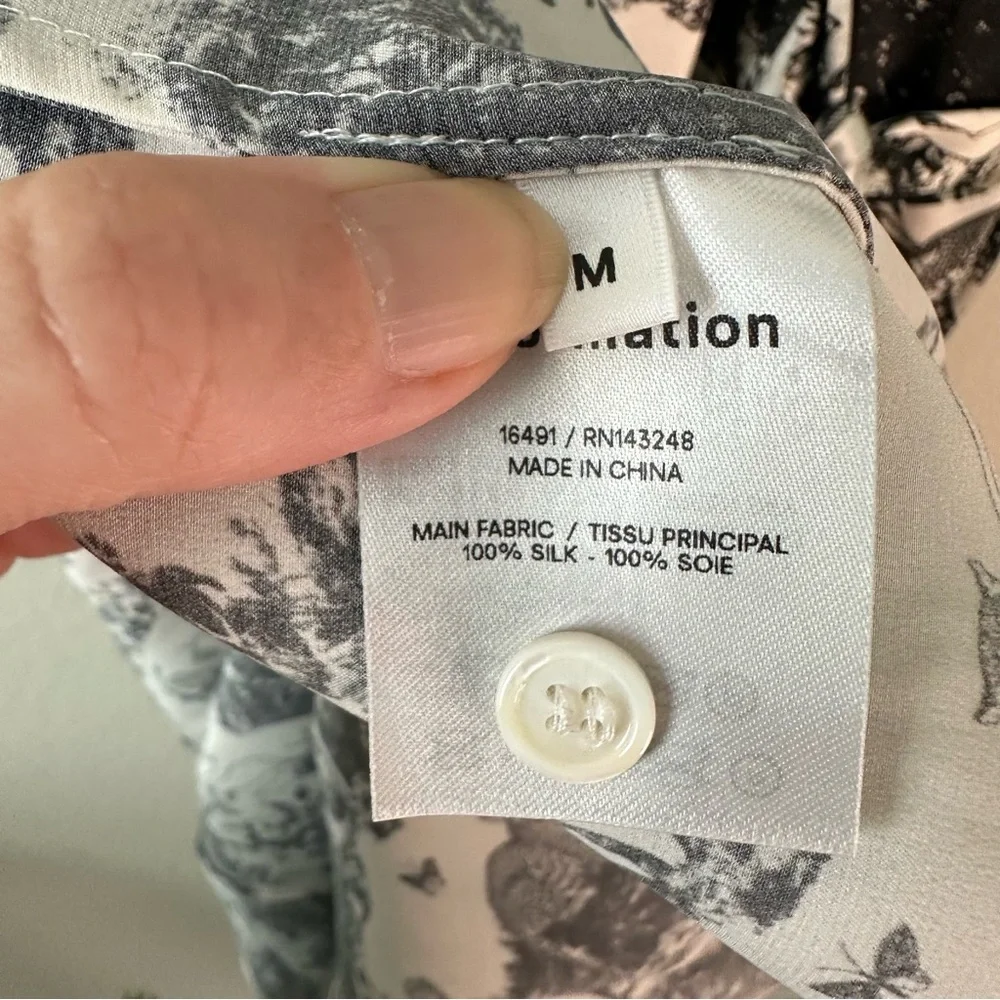 M
16491 / RN143248
MADE IN CHINA
MAIN FABRIC / TISSU PRINCIPAL
100% SILK - 100% SOIE